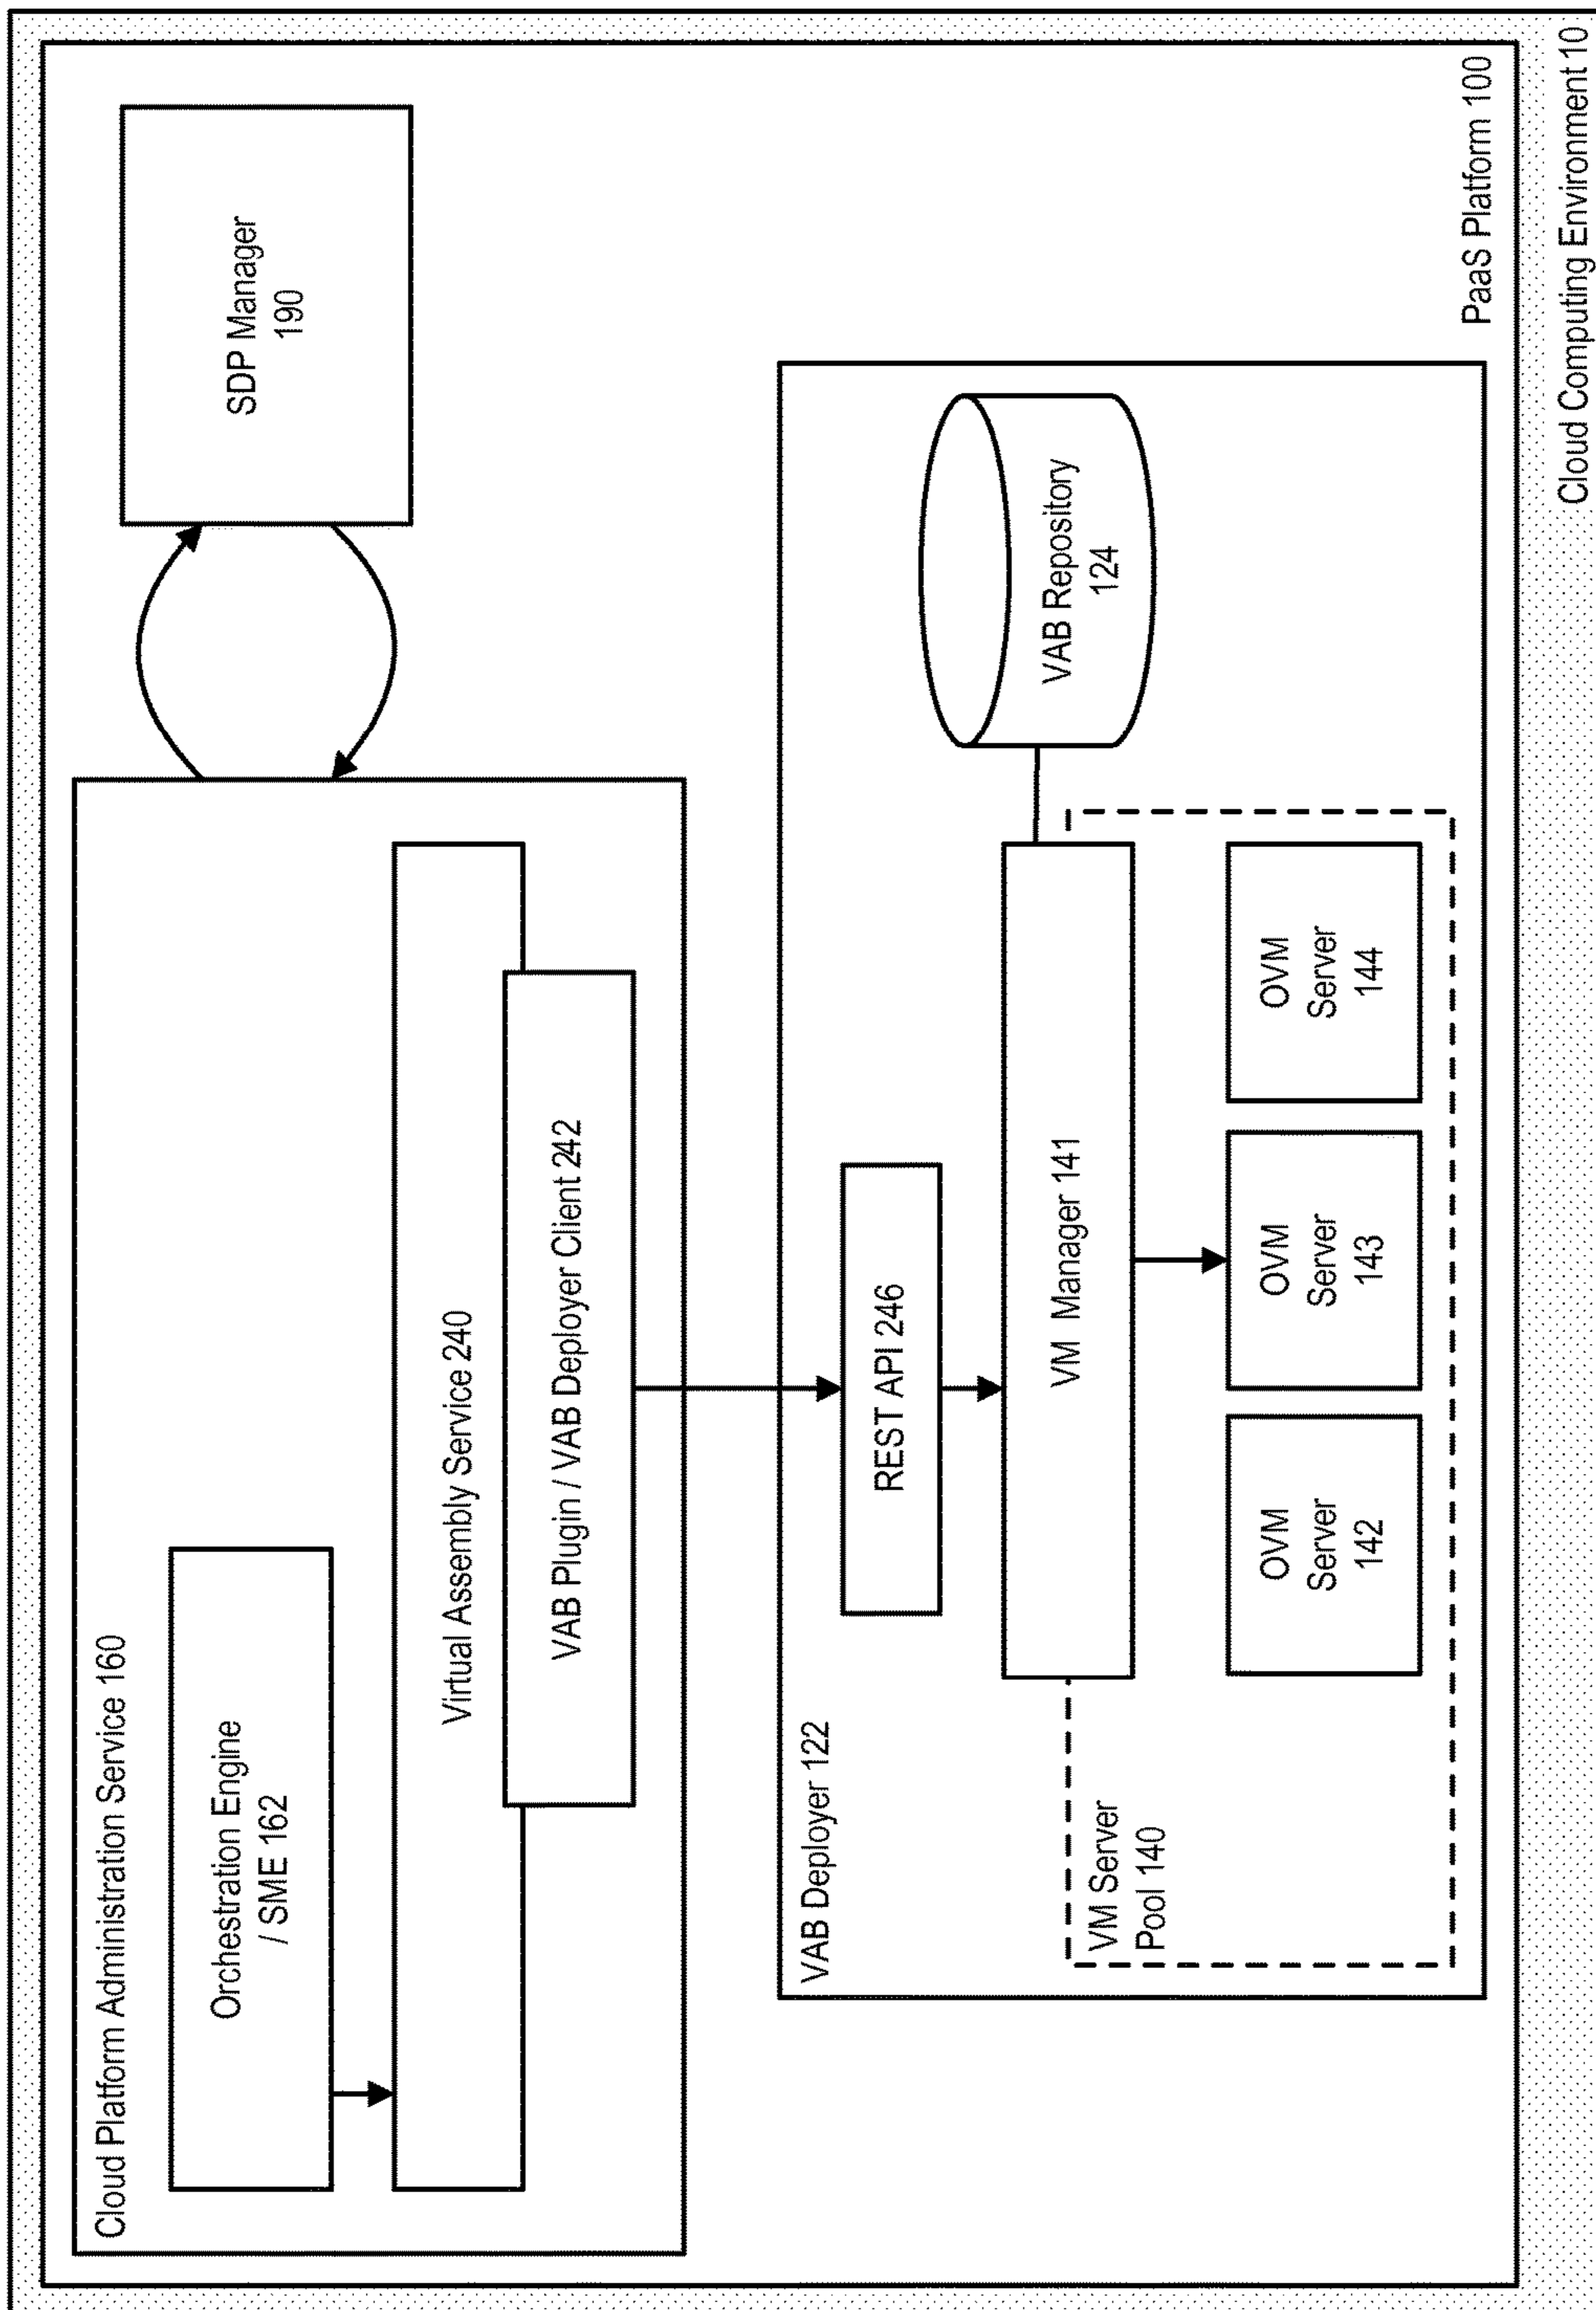 Cloud Platform Administration Service 160
Orchestration Engine
/ SME 162
Virtual Assembly Service 240
VAB Plugin / VAB Deployer Client 242
SDP Manager
190
VAB Deployer 122
REST API 246
VM Manager 141
VAB Repository
124
VM Server
Pool 140
OVM
Server
142
OVM
Server
143
OVM
Server
144
PaaS Platform 100
Cloud Computing Environment 10